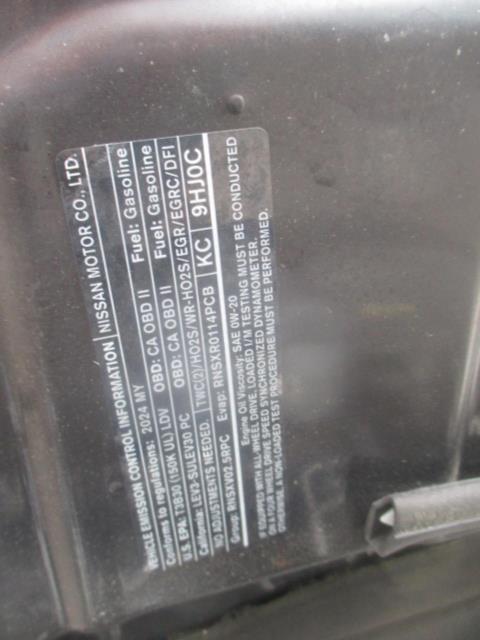 VEHICLE EMISSION CONTROL INFORMATION NISSAN MOTOR CO., LTD.
Conforms to regulations: 2024 MY Fuel: Gasoline
U.S. EPA: T3B30 (150K UL) LDV OBD: CA OBD II Fuel: Gasoline
CALIFORNIA: LEV3-SULEV30 PC OBD: CA OBD II
NO ADJUSTMENTS NEEDED. TWC(2)/HO2S/WR-HO2S/EGR/EGRC/DFI
Group: RNSXV02.5RPC Evap: RNSXR0114PCB KC 9HJ0C
Engine Oil Viscosity: SAE 0W-20
IF EQUIPPED WITH ALL-WHEEL DRIVE, LOADED I/M TESTING MUST BE CONDUCTED
ON A FOUR WHEEL DRIVE SPEED SYNCHRONIZED DYNAMOMETER.
OTHERWISE, A NON-LOADED TEST PROCEDURE MUST BE PERFORMED.